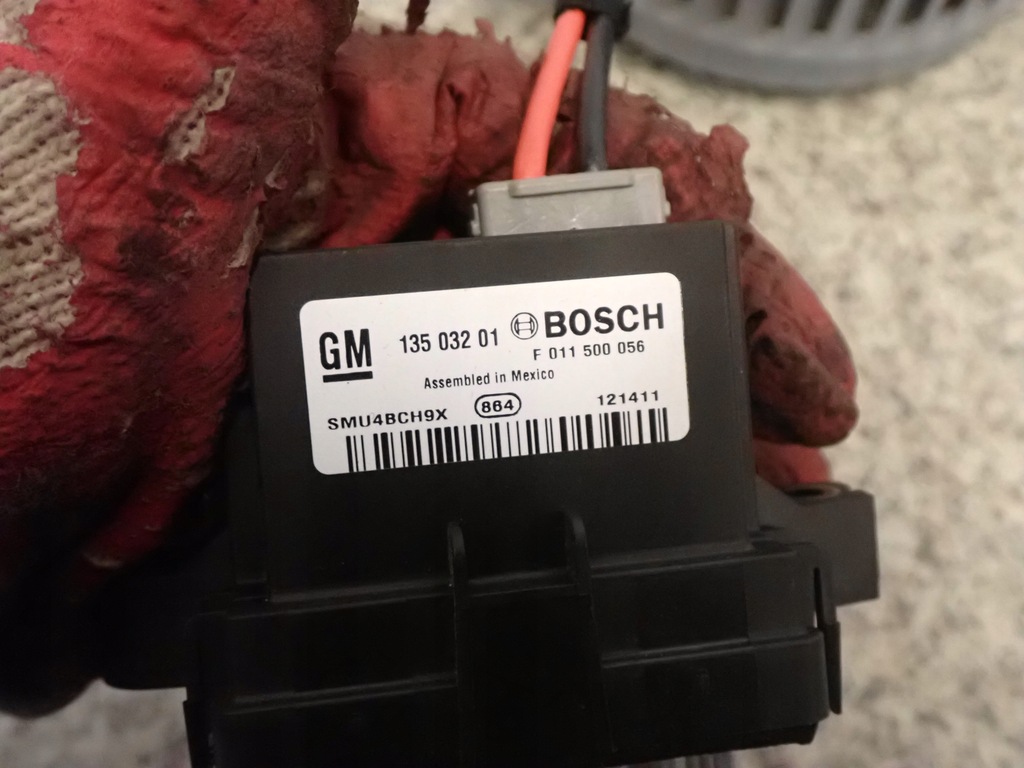 GM 135 032 01 BOSCH
F 011 500 056
Assembled in Mexico
SMU4BCH9X 864 121411